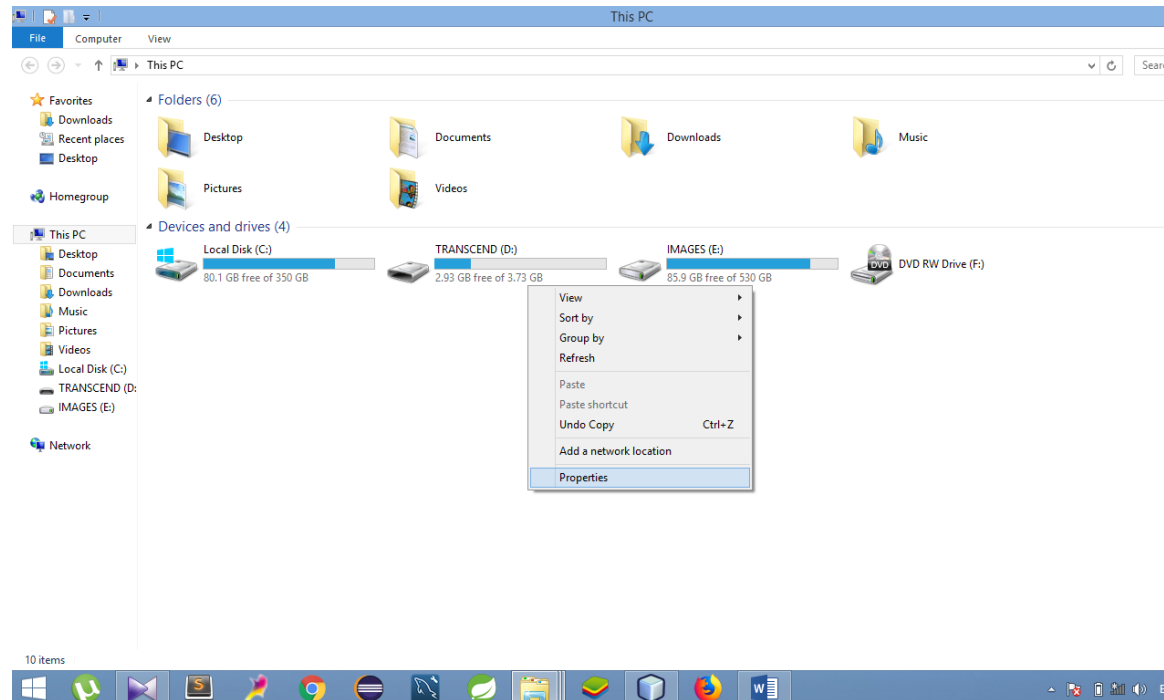 This PC
File Computer View
This PC
Sear
Favorites
Downloads
Recent places
Desktop
Homegroup
This PC
Desktop
Documents
Downloads
Music
Pictures
Videos
Local Disk (C:)
TRANSCEND (D:
IMAGES (E:)
Network
Folders (6)
Desktop Documents Downloads Music
Pictures Videos
Devices and drives (4)
Local Disk (C:) TRANSCEND (D:) IMAGES (E:)
DVD DVD RW Drive (F:)
80.1 GB free of 350 GB 2.93 GB free of 3.73 GB 85.9 GB free of 530 GB
View
Sort by
Group by
Refresh
Paste
Paste shortcut
Undo Copy Ctrl+Z
Add a network location
Properties
10 items